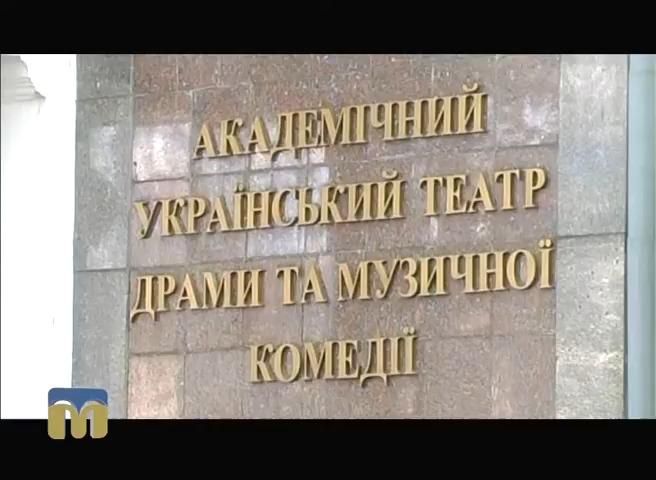 АКАДЕМІЧНИЙ
УКРАЇНСЬКИЙ ТЕАТР
ДРАМИ ТА МУЗИЧНОЇ
КОМЕДІЇ
М